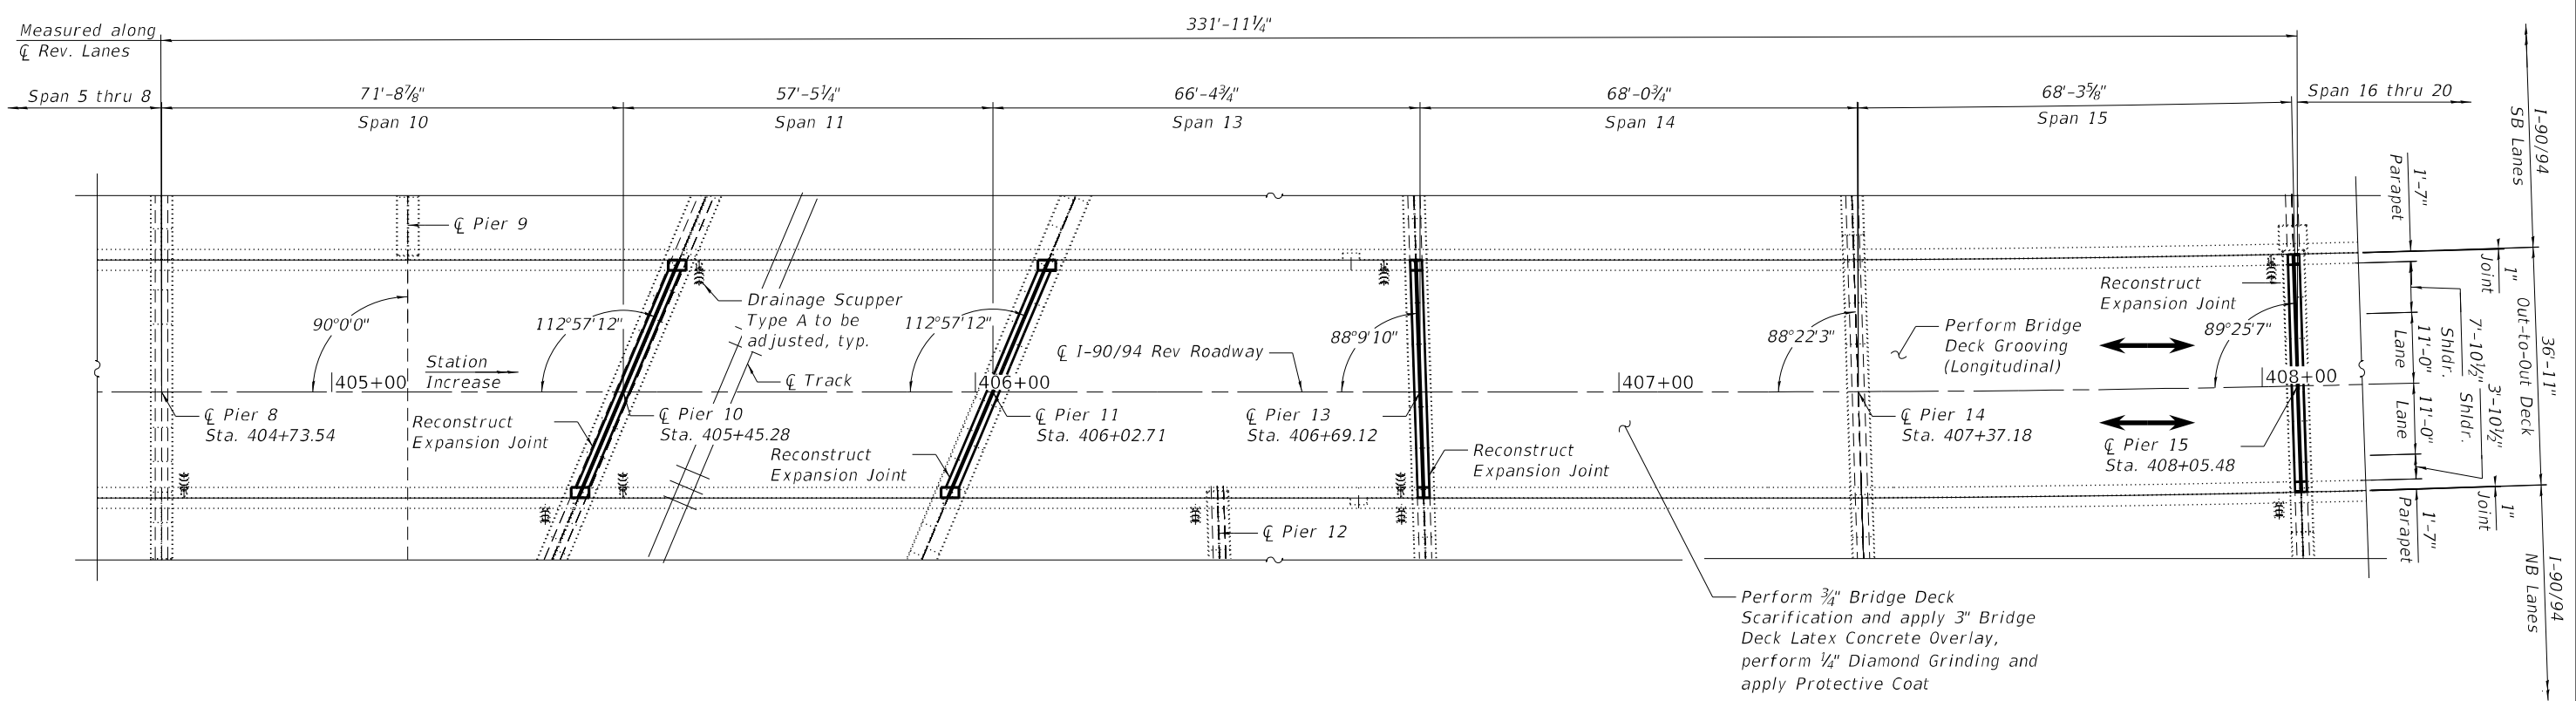 Measured along
℄ Rev. Lanes
331'-11¼"
Span 5 thru 8
71'-8⅞"
Span 10
57'-5¼"
Span 11
66'-4¾"
Span 13
68'-0¾"
Span 14
68'-3⅝"
Span 15
Span 16 thru 20
I-90/94
SB Lanes
1'-7"
Parapet
℄ Pier 9
Drainage Scupper
Type A to be
adjusted, typ.
90°0'0"
112°57'12"
112°57'12"
88°9'10"
88°22'3"
89°25'7"
Reconstruct
Expansion Joint
Perform Bridge
Deck Grooving
(Longitudinal)
℄ I-90/94 Rev Roadway
Station
Increase
℄ Track
405+00
406+00
407+00
408+00
1"
Joint
36'-11"
Out-to-Out Deck
7'-10½"
Shldr.
11'-0"
Lane
11'-0"
Lane
3'-10½"
Shldr.
℄ Pier 8
Sta. 404+73.54
Reconstruct
Expansion Joint
℄ Pier 10
Sta. 405+45.28
Reconstruct
Expansion Joint
℄ Pier 11
Sta. 406+02.71
℄ Pier 13
Sta. 406+69.12
Reconstruct
Expansion Joint
℄ Pier 14
Sta. 407+37.18
℄ Pier 15
Sta. 408+05.48
℄ Pier 12
1"
Joint
1'-7"
Parapet
I-90/94
NB Lanes
Perform ¾" Bridge Deck
Scarification and apply 3" Bridge
Deck Latex Concrete Overlay,
perform ¼" Diamond Grinding and
apply Protective Coat